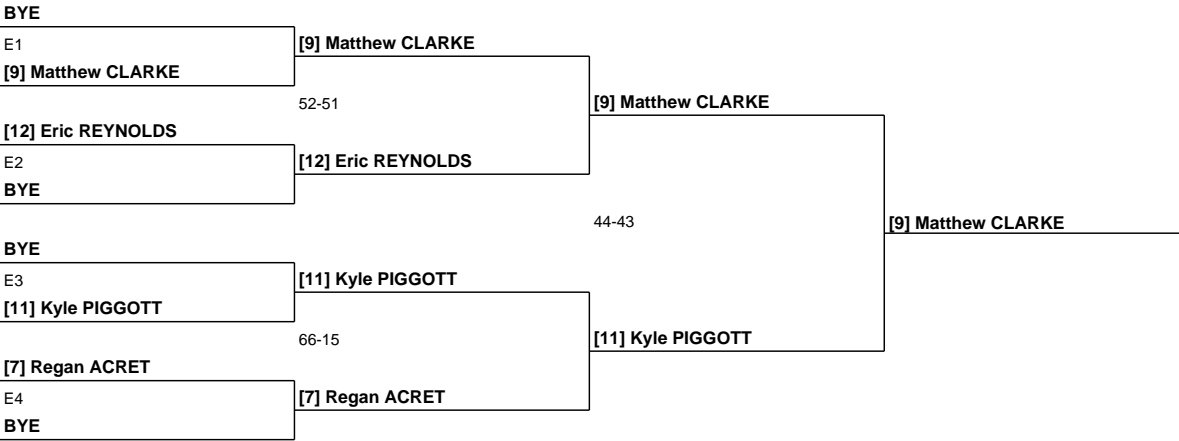 BYE
E1
[9] Matthew CLARKE
[9] Matthew CLARKE
52-51
[9] Matthew CLARKE
[12] Eric REYNOLDS
E2
[12] Eric REYNOLDS
BYE
44-43
[9] Matthew CLARKE
BYE
E3
[11] Kyle PIGGOTT
[11] Kyle PIGGOTT
66-15
[11] Kyle PIGGOTT
[7] Regan ACRET
E4
[7] Regan ACRET
BYE